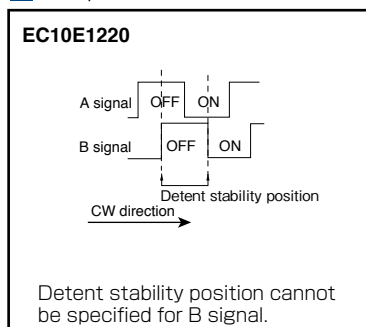 EC10E1220
A signal OFF ON
B signal OFF ON
Detent stability position
CW direction
Detent stability position cannot
be specified for B signal.